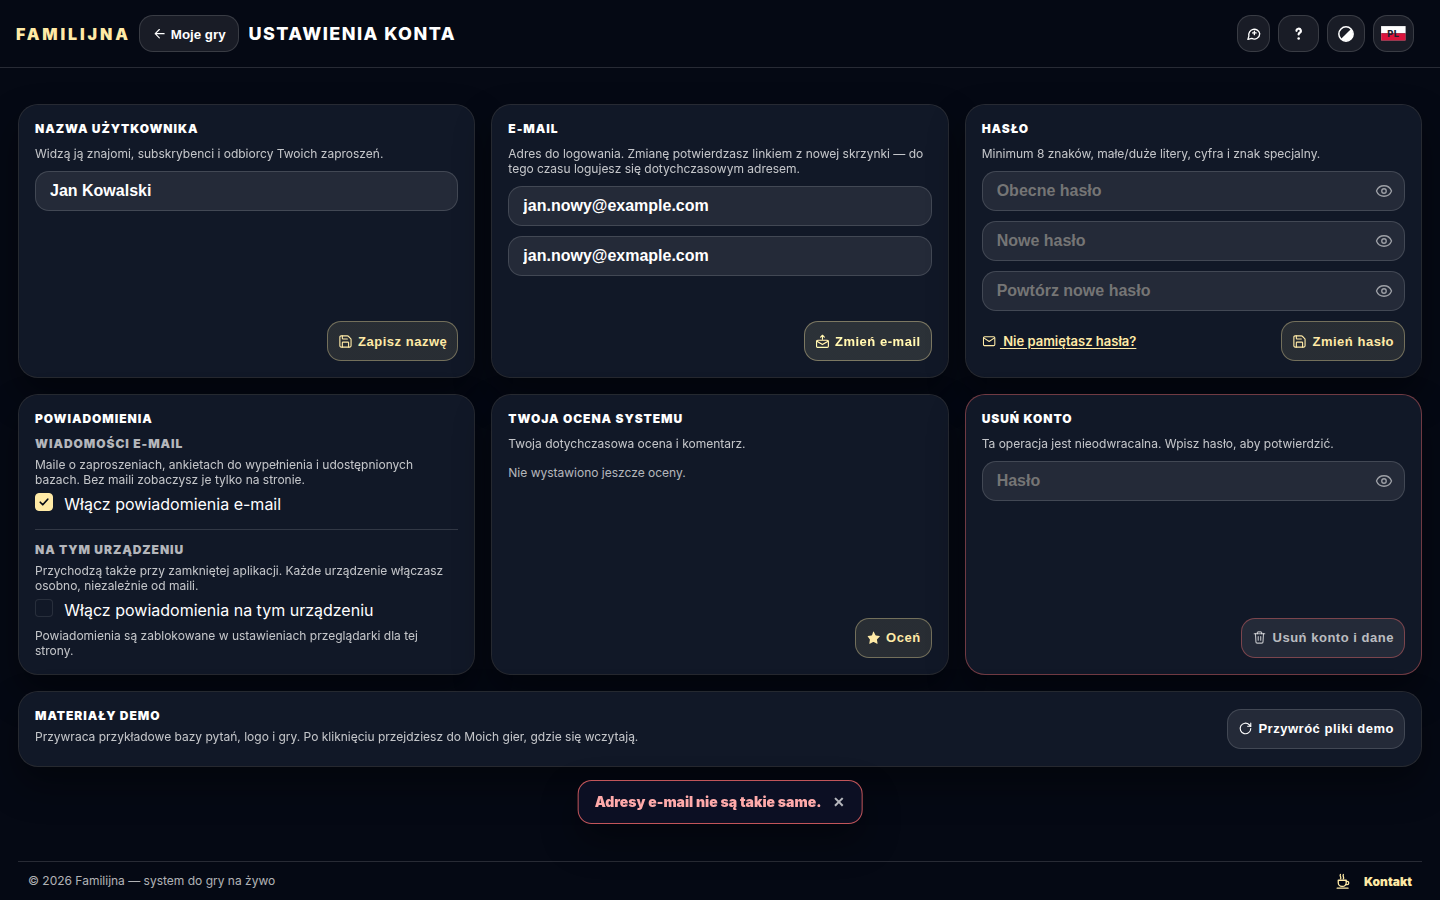 FAMILIJNA
Moje gry
USTAWIENIA KONTA
?
PL
NAZWA UŻYTKOWNIKA
Widzą ją znajomi, subskrybenci i odbiorcy Twoich zaproszeń.
Jan Kowalski
Zapisz nazwę
E-MAIL
Adres do logowania. Zmianę potwierdzasz linkiem z nowej skrzynki — do
tego czasu logujesz się dotychczasowym adresem.
jan.nowy@example.com
jan.nowy@exmaple.com
Zmień e-mail
HASŁO
Minimum 8 znaków, małe/duże litery, cyfra i znak specjalny.
Obecne hasło
Nowe hasło
Powtórz nowe hasło
Nie pamiętasz hasła?
Zmień hasło
POWIADOMIENIA
WIADOMOŚCI E-MAIL
Maile o zaproszeniach, ankietach do wypełnienia i udostępnionych
bazach. Bez maili zobaczysz je tylko na stronie.
Włącz powiadomienia e-mail
NA TYM URZĄDZENIU
Przychodzą także przy zamkniętej aplikacji. Każde urządzenie włączasz
osobno, niezależnie od maili.
Włącz powiadomienia na tym urządzeniu
Powiadomienia są zablokowane w ustawieniach przeglądarki dla tej
strony.
TWOJA OCENA SYSTEMU
Twoja dotychczasowa ocena i komentarz.
Nie wystawiono jeszcze oceny.
Oceń
USUŃ KONTO
Ta operacja jest nieodwracalna. Wpisz hasło, aby potwierdzić.
Hasło
Usuń konto i dane
MATERIAŁY DEMO
Przywraca przykładowe bazy pytań, logo i gry. Po kliknięciu przejdziesz do Moich gier, gdzie się wczytają.
Przywróć pliki demo
Adresy e-mail nie są takie same.
© 2026 Familijna — system do gry na żywo
Kontakt